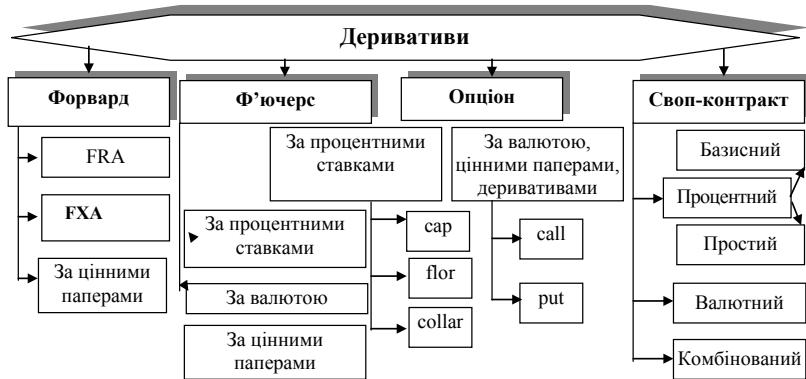 Деривативи
Форвард
Ф’ючерс
Опціон
Своп-контракт
FRA
FXA
За цінними
паперами
За процентними
ставками
За валютою
За цінними
паперами
За процентними
ставками
cap
flor
collar
За валютою,
цінними паперами,
деривативами
call
put
Базисний
Процентний
Простий
Валютний
Комбінований